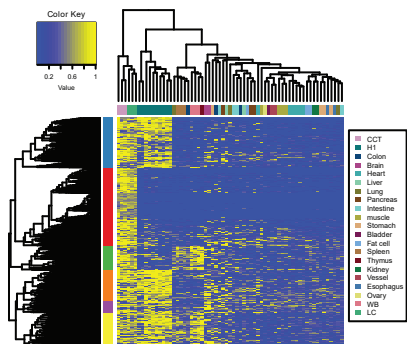 Color Key
0.2 0.6 1
Value
CCT
H1
Colon
Brain
Heart
Liver
Lung
Pancreas
Intestine
muscle
Stomach
Bladder
Fat cell
Spleen
Thymus
Kidney
Vessel
Esophagus
Ovary
WB
LC